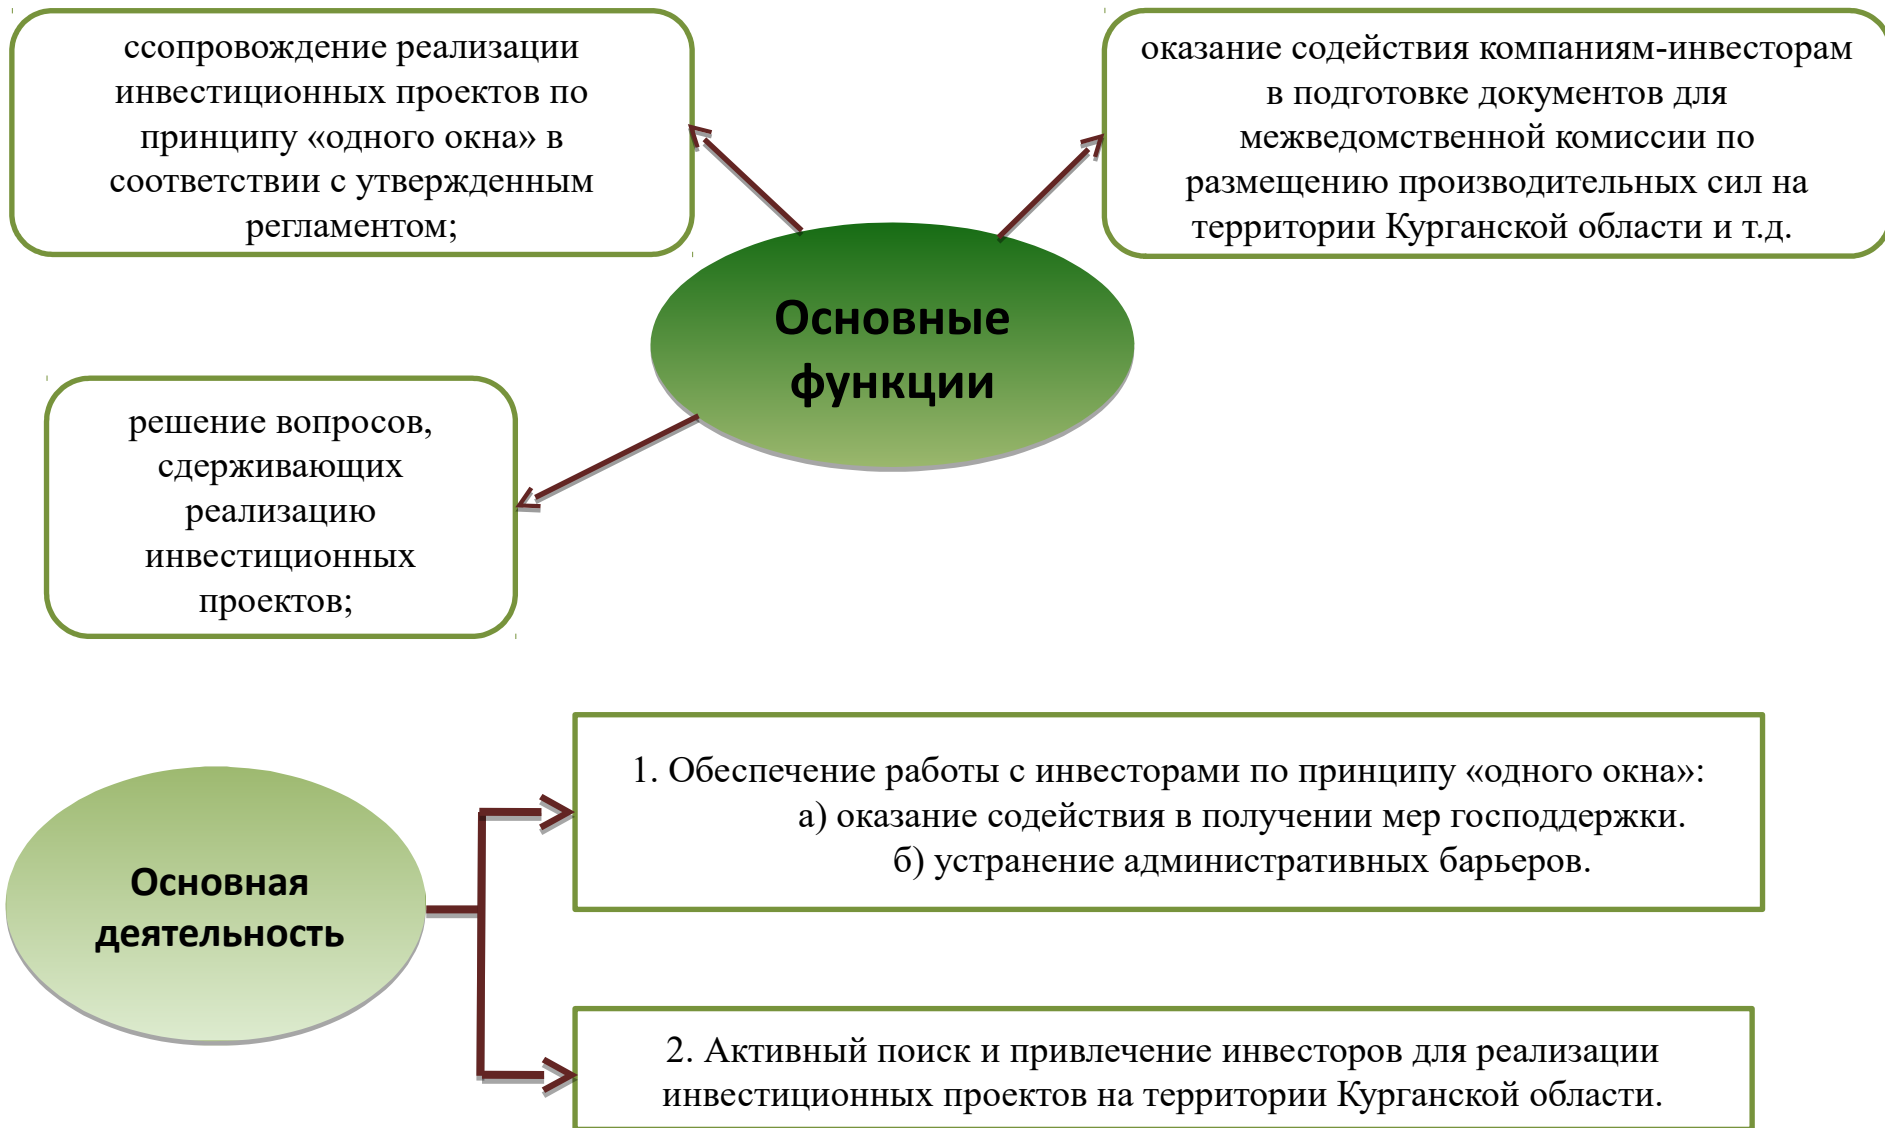 ссопровождение реализации
инвестиционных проектов по
принципу «одного окна» в
соответствии с утвержденным
регламентом;
оказание содействия компаниям-инвесторам
в подготовке документов для
межведомственной комиссии по
размещению производительных сил на
территории Курганской области и т.д.
Основные
функции
решение вопросов,
сдерживающих
реализацию
инвестиционных
проектов;
1. Обеспечение работы с инвесторами по принципу «одного окна»:
а) оказание содействия в получении мер господдержки.
б) устранение административных барьеров.
Основная
деятельность
2. Активный поиск и привлечение инвесторов для реализации
инвестиционных проектов на территории Курганской области.